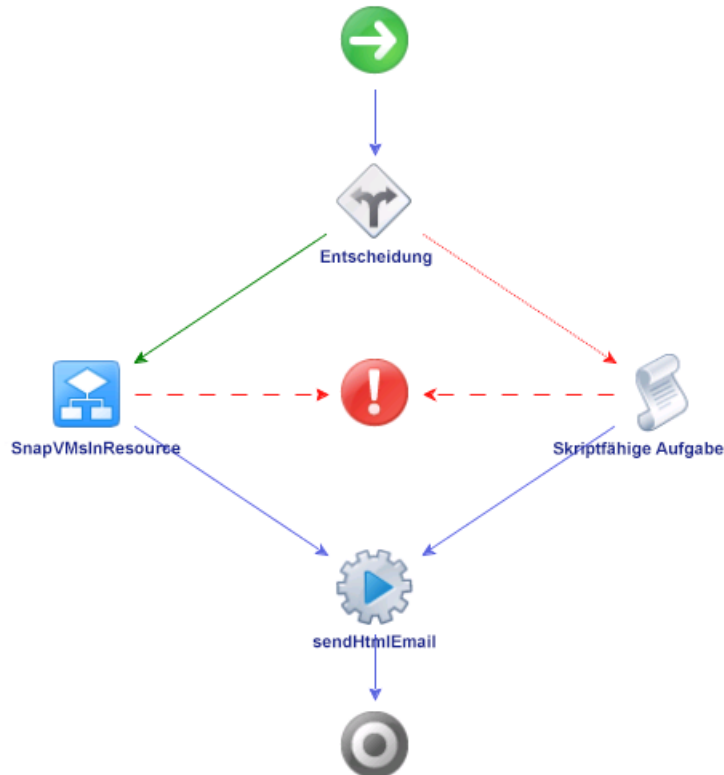 Entscheidung
SnapVMsInResource
Skriptfähige Aufgabe
sendHtmlEmail